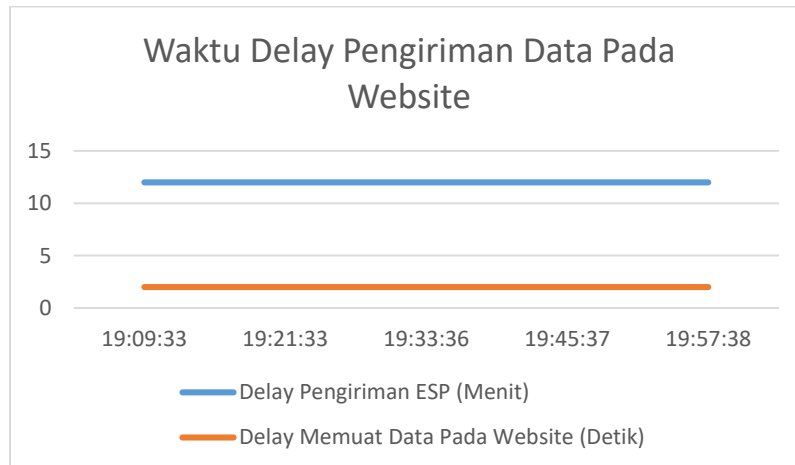 Waktu Delay Pengiriman Data Pada
Website
15
10
5
0
19:09:33 19:21:33 19:33:36 19:45:37 19:57:38
Delay Pengiriman ESP (Menit)
Delay Memuat Data Pada Website (Detik)